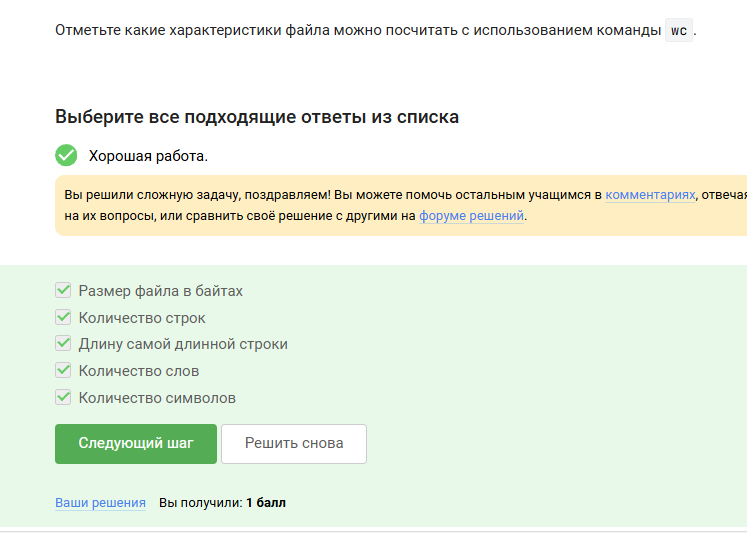 Отметьте какие характеристики файла можно посчитать с использованием команды wc.
Выберите все подходящие ответы из списка
Хорошая работа.
Вы решили сложную задачу, поздравляем! Вы можете помочь остальным учащимся в комментариях, отвечая
на их вопросы, или сравнить своё решение с другими на форуме решений.
Размер файла в байтах
Количество строк
Длину самой длинной строки
Количество слов
Количество символов
Следующий шаг Решить снова
Ваши решения Вы получили: 1 балл